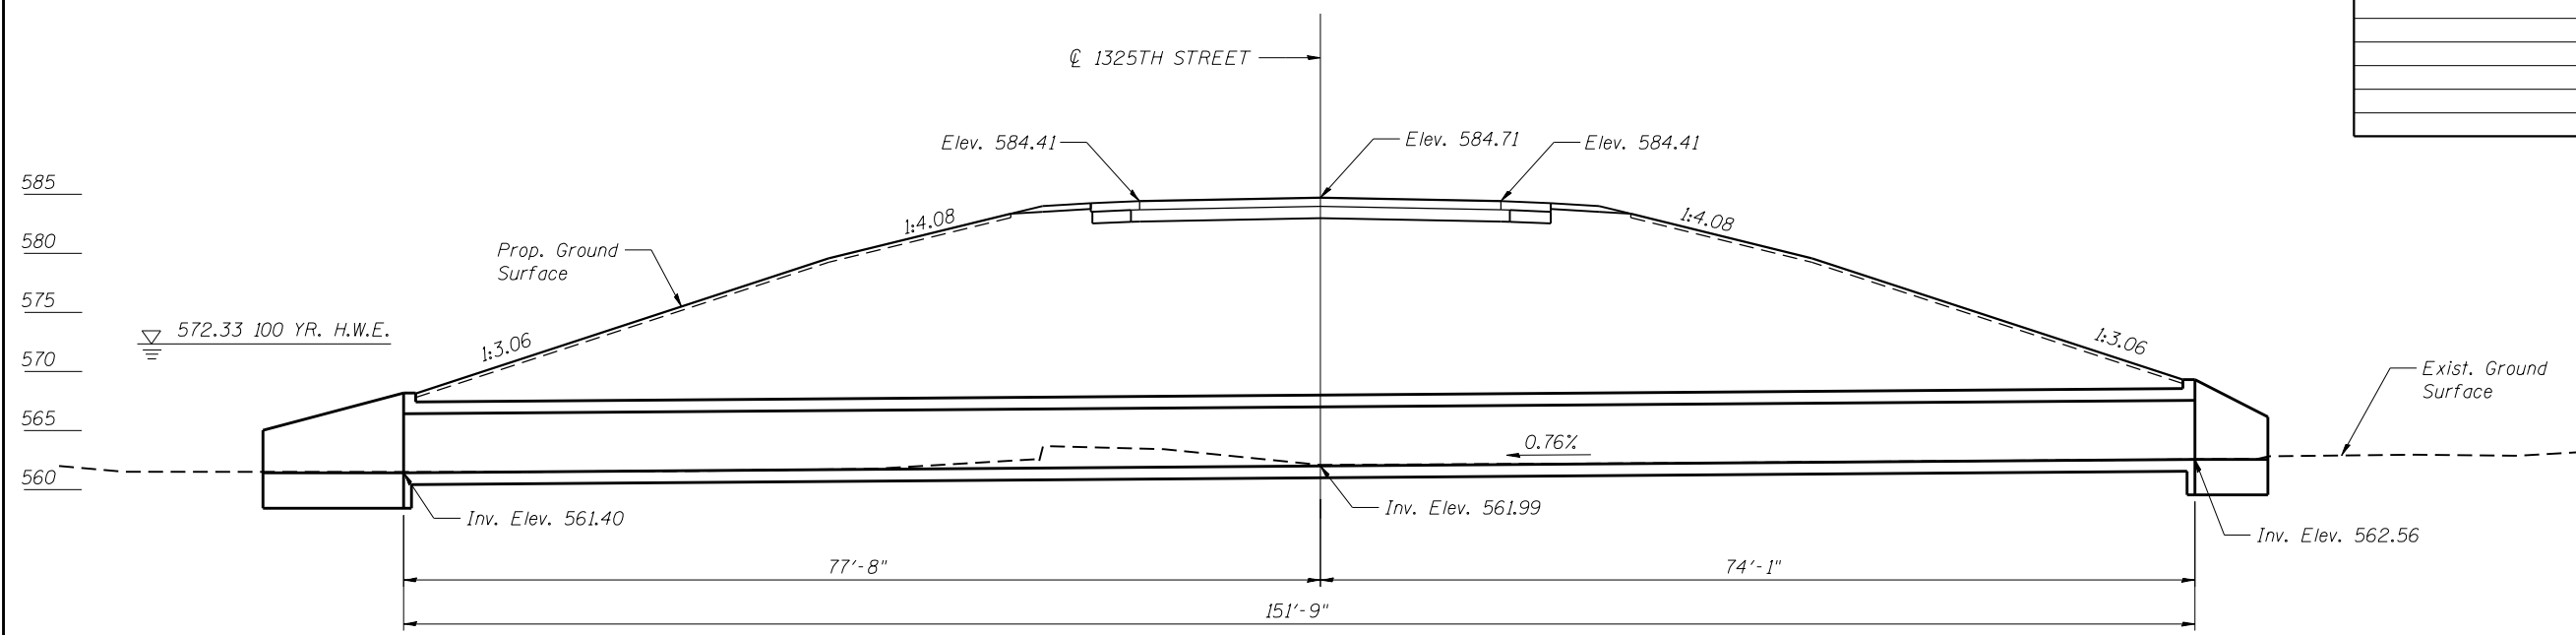 ℄ 1325TH STREET
Elev. 584.41
Elev. 584.71
Elev. 584.41
585
580
575
570
565
560
1:4.08
1:4.08
Prop. Ground
Surface
572.33 100 YR. H.W.E.
1:3.06
1:3.06
Exist. Ground
Surface
0.76%
Inv. Elev. 561.40
Inv. Elev. 561.99
Inv. Elev. 562.56
77'-8"
74'-1"
151'-9"